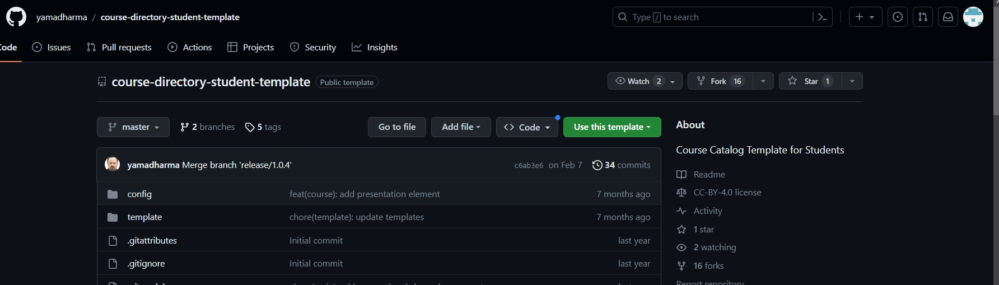 yamadharma / course-directory-student-template
Type / to search
Code Issues Pull requests Actions Projects Security Insights
course-directory-student-template Public template
Watch 2 Fork 16 Star 1
master 2 branches 5 tags Go to file Add file Code Use this template
About
Course Catalog Template for Students
yamadharma Merge branch 'release/1.0.4' c6ab3e6 on Feb 7 34 commits
config feat(course): add presentation element 7 months ago
template chore(template): update templates 7 months ago
.gitattributes Initial commit last year
.gitignore Initial commit last year
Readme
CC-BY-4.0 license
Activity
1 star
2 watching
16 forks
Report repository